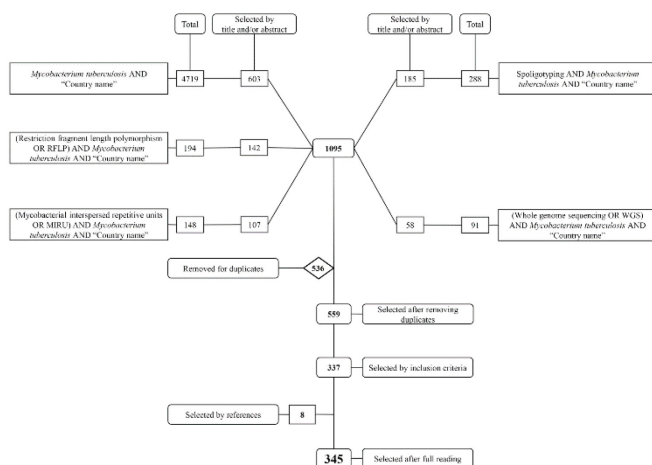 Total
Selected by
title and/or abstract
Selected by
title and/or abstract
Total
Mycobacterium tuberculosis AND
“Country name”
4719
603
185
288
Spoligotyping AND Mycobacterium
tuberculosis AND “Country name”
(Restriction fragment length polymorphism
OR RFLP) AND Mycobacterium
tuberculosis AND “Country name”
194
142
1095
(Mycobacterial interspersed repetitive units
OR MIRU) AND Mycobacterium
tuberculosis AND “Country name”
148
107
58
91
(Whole genome sequencing OR WGS)
AND Mycobacterium tuberculosis AND
“Country name”
Removed for duplicates
536
559
Selected after removing
duplicates
337
Selected by inclusion criteria
Selected by references
8
345
Selected after full reading